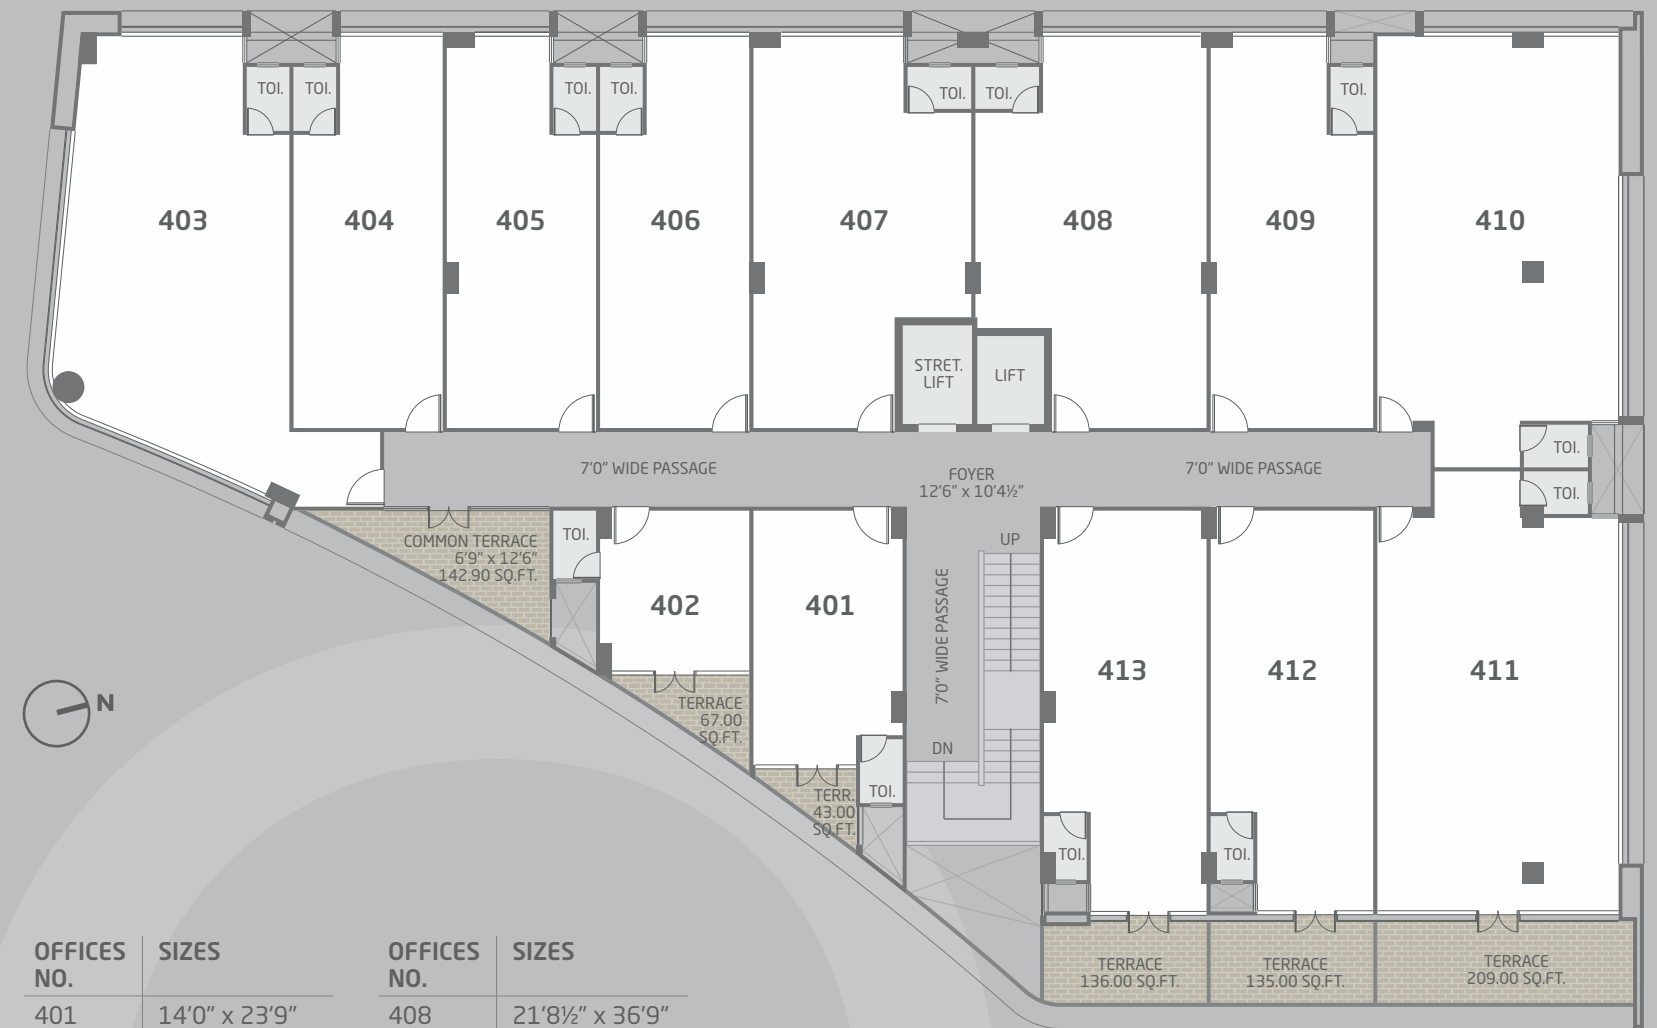 TOI.
TOI.
TOI.
TOI.
TOI.
TOI.
TOI.
403
404
405
406
407
408
409
410
STRET.
LIFT
LIFT
7'0" WIDE PASSAGE
FOYER
12'6" x 10'4½"
7'0" WIDE PASSAGE
TOI.
TOI.
COMMON TERRACE
6'9" x 12'6"
142.90 SQ.FT.
TOI.
UP
402
401
7'0" WIDE PASSAGE
413
412
411
N
TERRACE
67.00
SQ.FT.
DN
TERR.
43.00
SQ.FT.
TOI.
TOI.
TOI.
TERRACE
136.00 SQ.FT.
TERRACE
135.00 SQ.FT.
TERRACE
209.00 SQ.FT.
OFFICES
NO.
SIZES
401
14'0" x 23'9"
OFFICES
NO.
SIZES
408
21'8½" x 36'9"